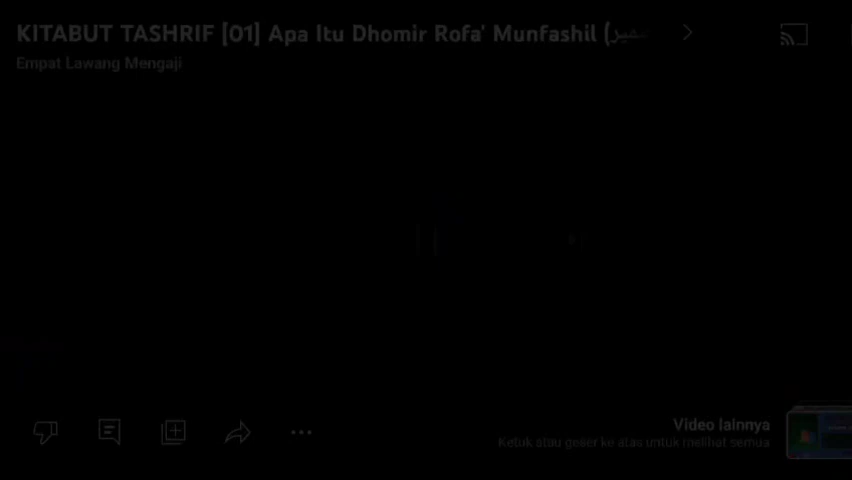 KITABUT TASHRIF [01] Apa Itu Dhomir Rofa' Munfashil (ضمير
Empat Lawang Mengaji
Video lainnya
Ketuk atau geser ke atas untuk melihat semua